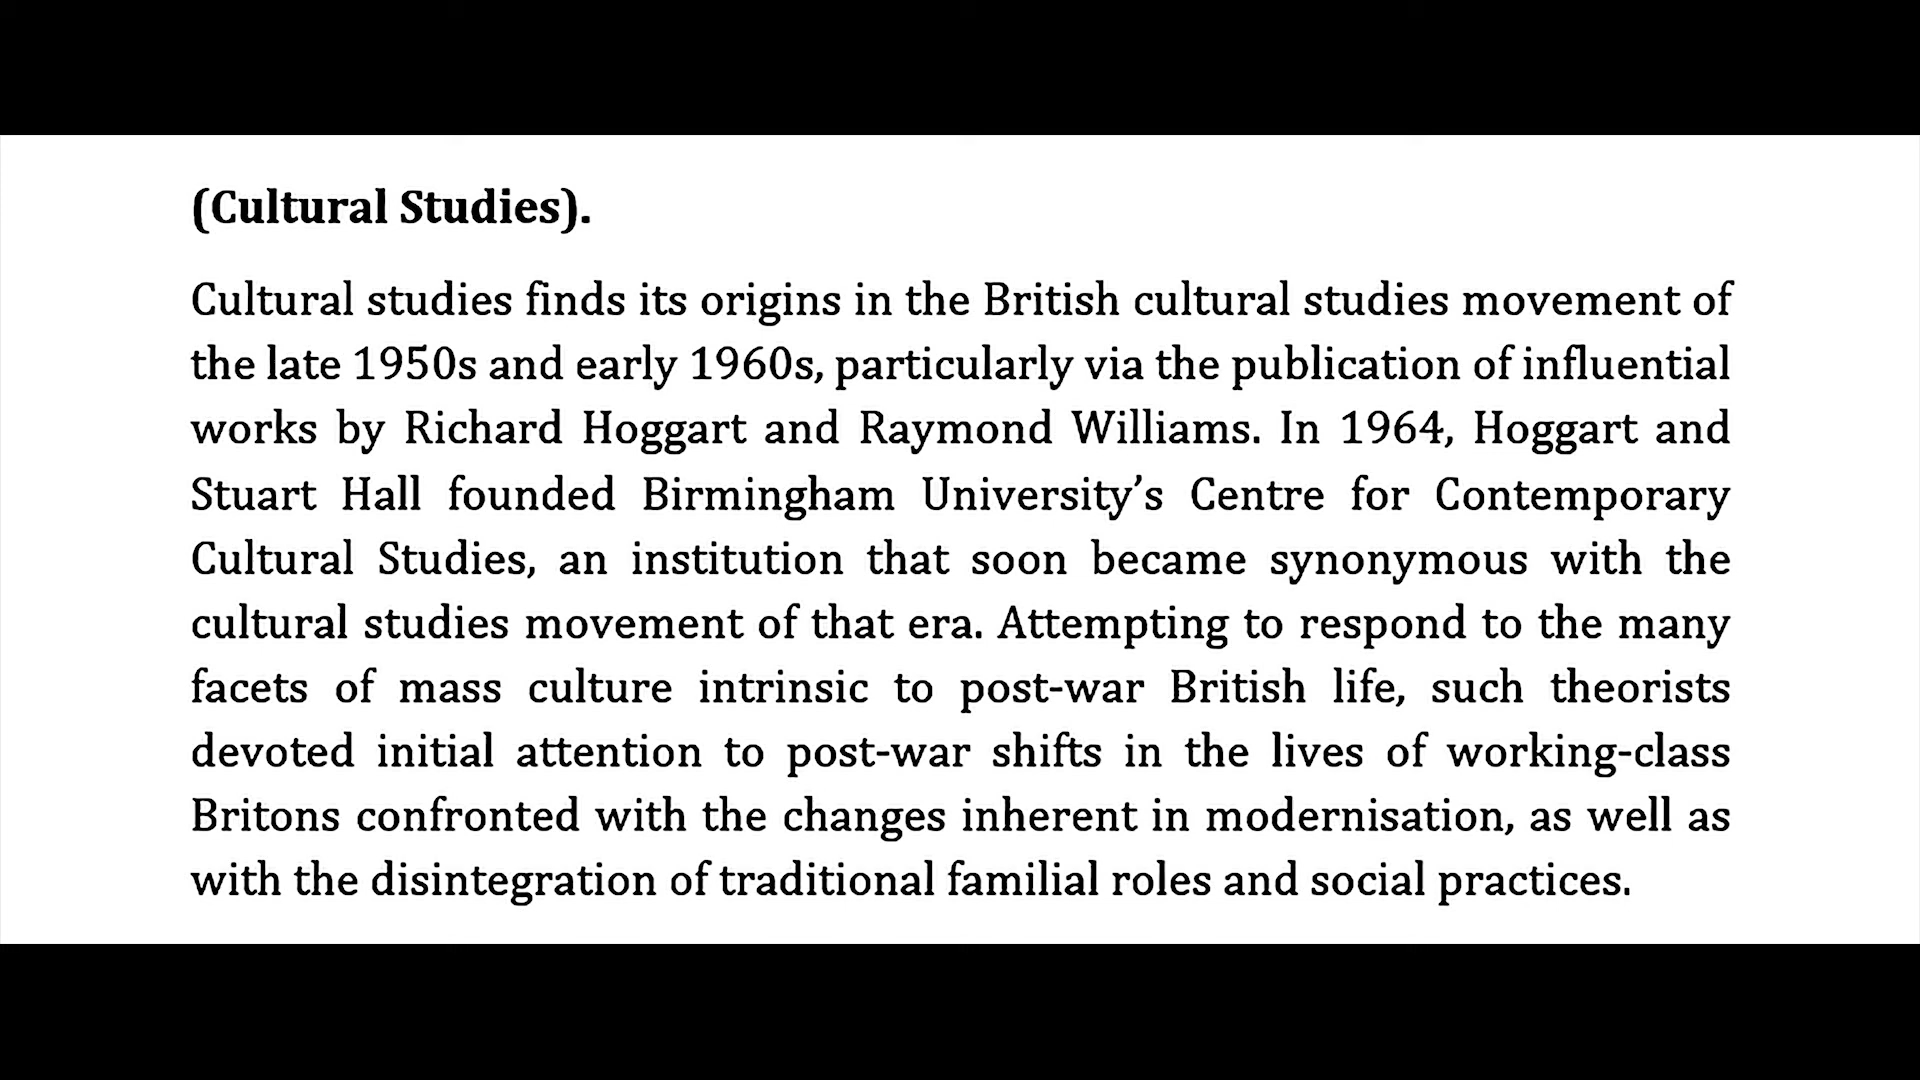 (Cultural Studies).
Cultural studies finds its origins in the British cultural studies movement of
the late 1950s and early 1960s, particularly via the publication of influential
works by Richard Hoggart and Raymond Williams. In 1964, Hoggart and
Stuart Hall founded Birmingham University’s Centre for Contemporary
Cultural Studies, an institution that soon became synonymous with the
cultural studies movement of that era. Attempting to respond to the many
facets of mass culture intrinsic to post-war British life, such theorists
devoted initial attention to post-war shifts in the lives of working-class
Britons confronted with the changes inherent in modernisation, as well as
with the disintegration of traditional familial roles and social practices.